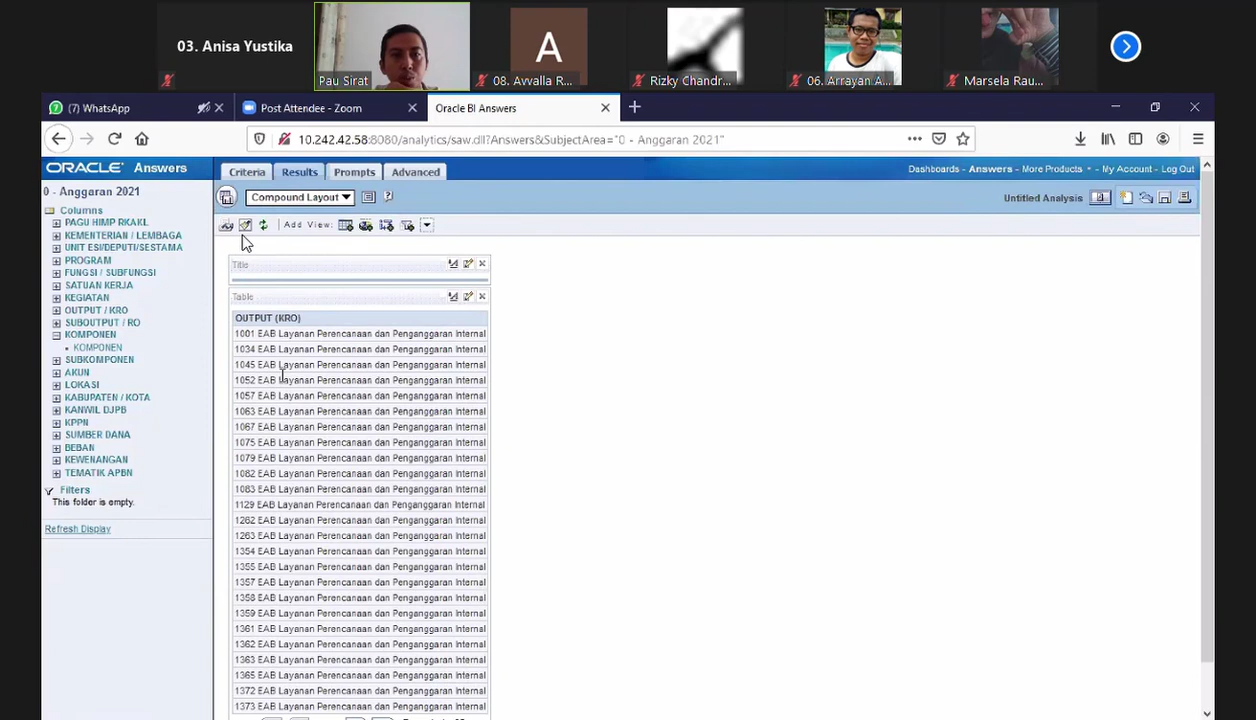 03. Anisa Yustika
Pau Sirat
A
08. Avvalla R...
Rizky Chandr...
06. Arrayan A...
Marsela Rau...
(7) WhatsApp
Post Attendee - Zoom
Oracle BI Answers
10.242.42.58:8080/analytics/saw.dll?Answers&SubjectArea="0 - Anggaran 2021"
ORACLE Answers
Criteria
Results
Prompts
Advanced
Dashboards - Answers - More Products - My Account - Log Out
0 - Anggaran 2021
Compound Layout
Untitled Analysis
Columns
PAGU HIMP RKAKL
KEMENTERIAN / LEMBAGA
UNIT ESI/DEPUTI/SESTAMA
PROGRAM
FUNGSI / SUBFUNGSI
SATUAN KERJA
KEGIATAN
OUTPUT / KRO
SUBOUTPUT / RO
KOMPONEN
KOMPONEN
SUBKOMPONEN
AKUN
LOKASI
KABUPATEN / KOTA
KANWIL DJPB
KPPN
SUMBER DANA
BEBAN
KEWENANGAN
TEMATIK APBN
Filters
This folder is empty.
Refresh Display
Add View:
Title
Table
OUTPUT (KRO)
1001 EAB Layanan Perencanaan dan Penganggaran Internal
1034 EAB Layanan Perencanaan dan Penganggaran Internal
1045 EAB Layanan Perencanaan dan Penganggaran Internal
1052 EAB Layanan Perencanaan dan Penganggaran Internal
1057 EAB Layanan Perencanaan dan Penganggaran Internal
1063 EAB Layanan Perencanaan dan Penganggaran Internal
1067 EAB Layanan Perencanaan dan Penganggaran Internal
1075 EAB Layanan Perencanaan dan Penganggaran Internal
1079 EAB Layanan Perencanaan dan Penganggaran Internal
1082 EAB Layanan Perencanaan dan Penganggaran Internal
1083 EAB Layanan Perencanaan dan Penganggaran Internal
1129 EAB Layanan Perencanaan dan Penganggaran Internal
1262 EAB Layanan Perencanaan dan Penganggaran Internal
1263 EAB Layanan Perencanaan dan Penganggaran Internal
1354 EAB Layanan Perencanaan dan Penganggaran Internal
1355 EAB Layanan Perencanaan dan Penganggaran Internal
1357 EAB Layanan Perencanaan dan Penganggaran Internal
1358 EAB Layanan Perencanaan dan Penganggaran Internal
1359 EAB Layanan Perencanaan dan Penganggaran Internal
1361 EAB Layanan Perencanaan dan Penganggaran Internal
1362 EAB Layanan Perencanaan dan Penganggaran Internal
1363 EAB Layanan Perencanaan dan Penganggaran Internal
1365 EAB Layanan Perencanaan dan Penganggaran Internal
1372 EAB Layanan Perencanaan dan Penganggaran Internal
1373 EAB Layanan Perencanaan dan Penganggaran Internal